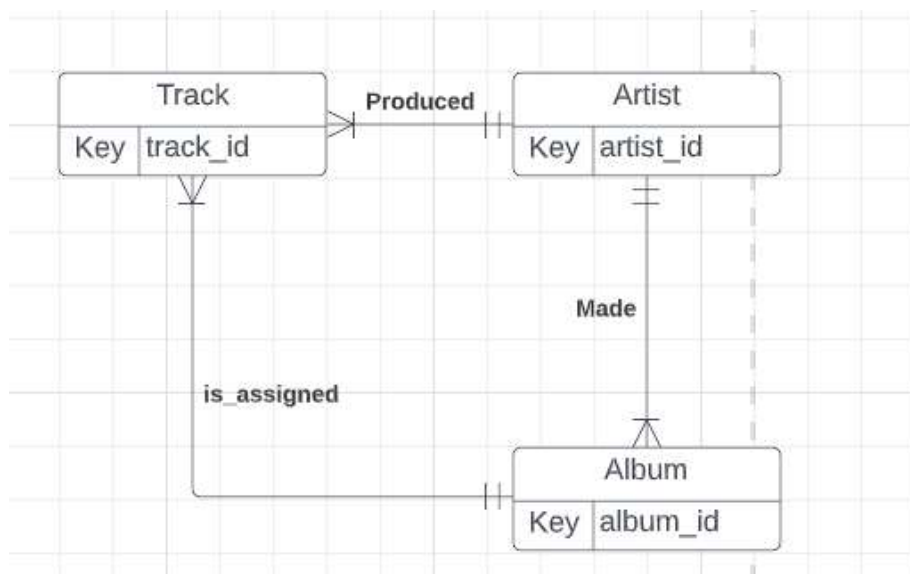 Track
Key track_id
Produced
Artist
Key artist_id
Made
is_assigned
Album
Key album_id